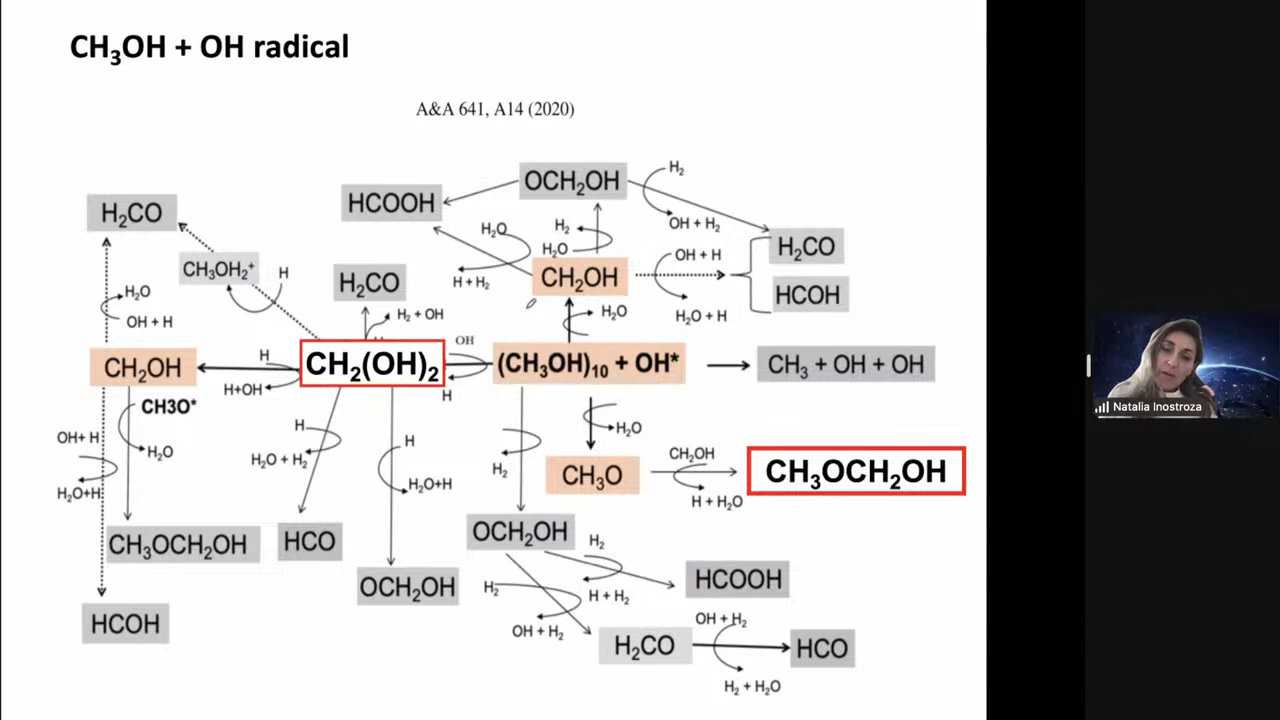 CH₃OH + OH radical
A&A 641, A14 (2020)
OCH₂OH
H₂
OH + H₂
HCOOH
H₂CO
H₂O
H + H₂
H₂
H₂O
CH₂OH
OH + H
H₂O + H
H₂CO
HCOH
CH₃OH₂⁺
H
H₂CO
H₂ + OH
H₂O
OH + H
H₂O
CH₂OH
H
H+OH
CH₂(OH)₂
OH
H
(CH₃OH)₁₀ + OH*
CH₃ + OH + OH
CH3O*
H₂O
OH+ H
H₂O+H
H
H₂O + H₂
H
H₂O+H
H₂
H₂O
CH₃O
CH₂OH
H + H₂O
CH₃OCH₂OH
CH₃OCH₂OH
HCO
OCH₂OH
OCH₂OH
H₂
H + H₂
HCOOH
H₂
OH + H₂
HCOH
H₂CO
OH + H₂
H₂ + H₂O
HCO
Natalia Inostroza